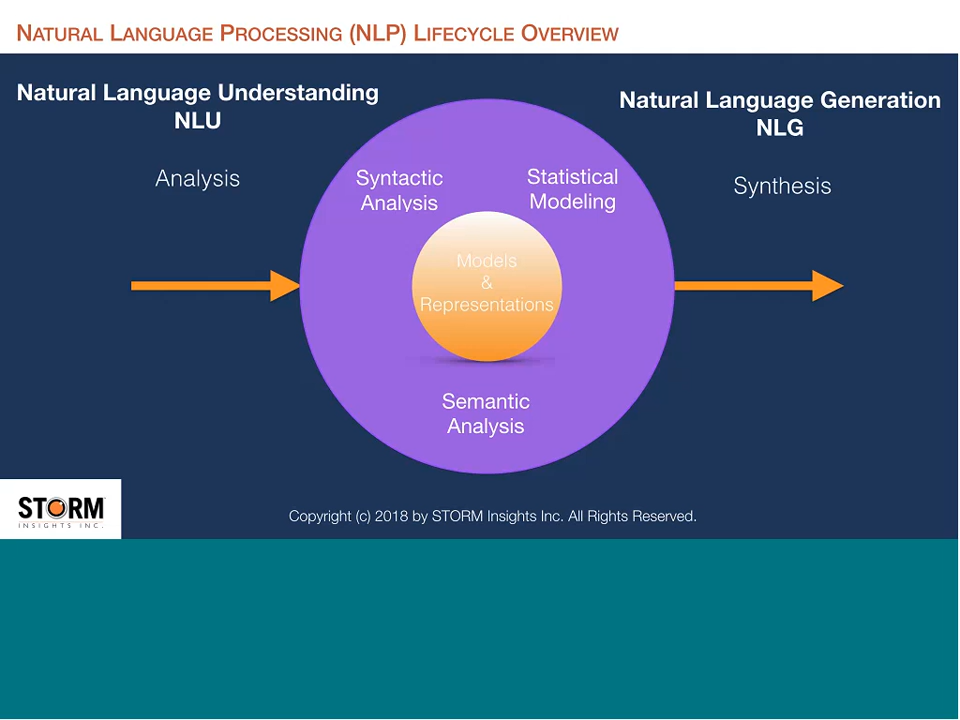 NATURAL LANGUAGE PROCESSING (NLP) LIFECYCLE OVERVIEW
Natural Language Understanding
NLU
Analysis
Syntactic
Analysis
Statistical
Modeling
Models
&
Representations
Semantic
Analysis
Natural Language Generation
NLG
Synthesis
STORM
INSIGHTS INC.
Copyright (c) 2018 by STORM Insights Inc. All Rights Reserved.